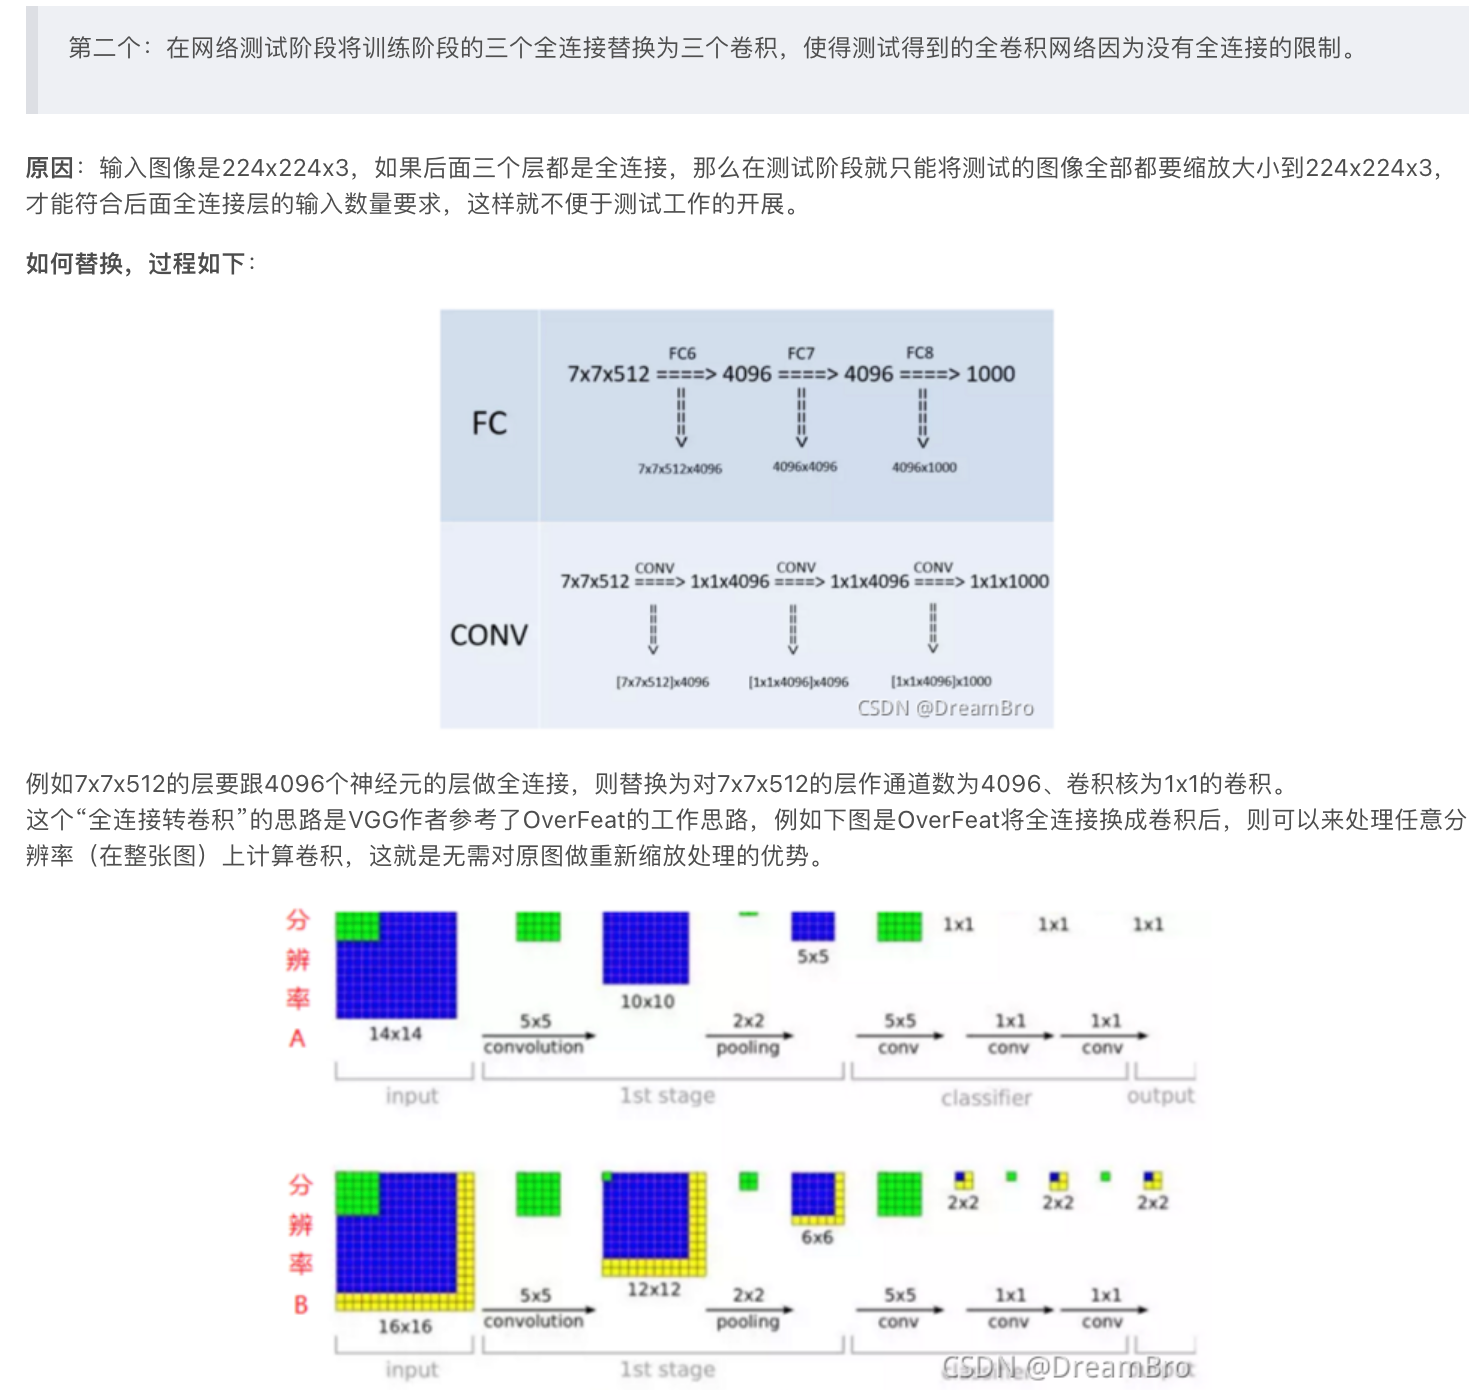 第二个：在网络测试阶段将训练阶段的三个全连接替换为三个卷积，使得测试得到的全卷积网络因为没有全连接的限制。
原因：输入图像是224x224x3，如果后面三个层都是全连接，那么在测试阶段就只能将测试的图像全部都要缩放大小到224x224x3，
才能符合后面全连接层的输入数量要求，这样就不便于测试工作的开展。
如何替换，过程如下：
FC6 FC7 FC8
7x7x512 ====> 4096 ====> 4096 ====> 1000
FC
7x7x512x4096 4096x4096 4096x1000
CONV CONV CONV
7x7x512 ====> 1x1x4096 ====> 1x1x4096 ====> 1x1x1000
CONV
[7x7x512]x4096 [1x1x4096]x4096 [1x1x4096]x1000
CSDN @DreamBro
例如7x7x512的层要跟4096个神经元的层做全连接，则替换为对7x7x512的层作通道数为4096、卷积核为1x1的卷积。
这个“全连接转卷积”的思路是VGG作者参考了OverFeat的工作思路，例如下图是OverFeat将全连接换成卷积后，则可以来处理任意分
辨率（在整张图）上计算卷积，这就是无需对原图做重新缩放处理的优势。
分辨率A
1x1 1x1 1x1
5x5
10x10
14x14
5x5 2x2 5x5 1x1 1x1
convolution pooling conv conv conv
input 1st stage classifier output
分辨率B
2x2 2x2 2x2
6x6
12x12
16x16
5x5 2x2 5x5 1x1 1x1
convolution pooling conv conv conv
input 1st stage classifier output
CSDN @DreamBro